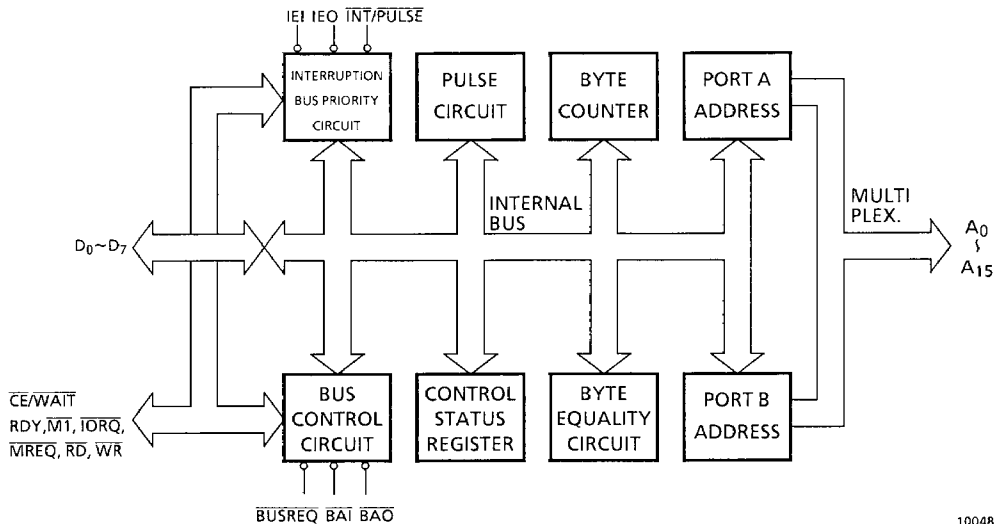 IEI IEO INT/PULSE
INTERRUPTION
BUS PRIORITY
CIRCUIT
PULSE
CIRCUIT
BYTE
COUNTER
PORT A
ADDRESS
INTERNAL
BUS
MULTI
PLEX.
D0~D7
A0
~
A15
CE/WAIT
RDY, M1, IORQ,
MREQ, RD, WR
BUS
CONTROL
CIRCUIT
CONTROL
STATUS
REGISTER
BYTE
EQUALITY
CIRCUIT
PORT B
ADDRESS
BUSREQ BAI BAO
10048